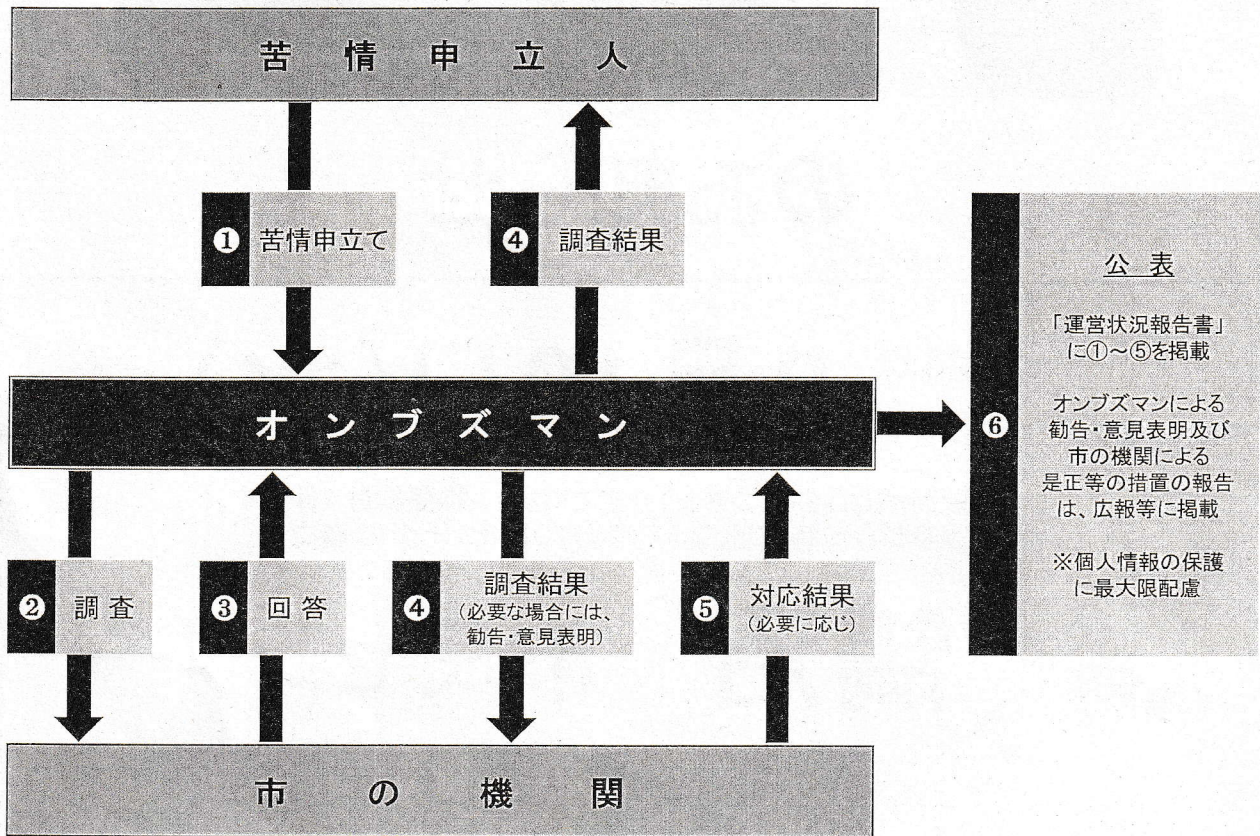 苦情申立人
❶ 苦情申立て
❹ 調査結果
オンブズマン
❷ 調査
❸ 回答
❹ 調査結果
(必要な場合には、
勧告・意見表明)
❺ 対応結果
(必要に応じ)
市の機関
❻
公表
「運営状況報告書」
に①～⑤を掲載
オンブズマンによる
勧告・意見表明及び
市の機関による
是正等の措置の報告
は、広報等に掲載
※個人情報の保護
に最大限配慮